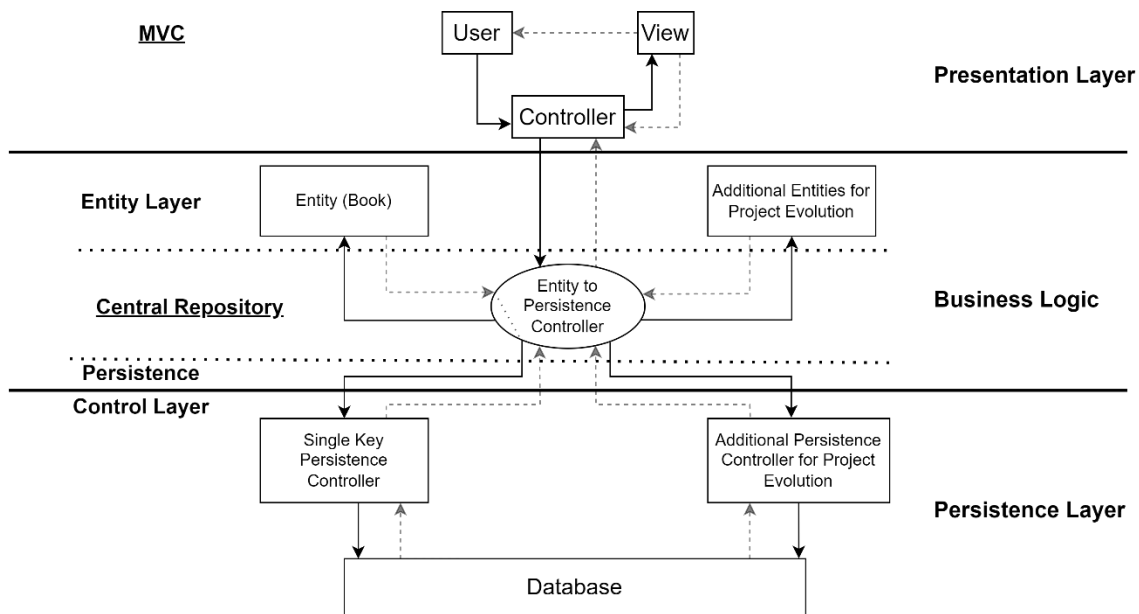 MVC
User
View
Presentation Layer
Controller
Entity Layer
Entity (Book)
Additional Entities for
Project Evolution
Central Repository
Entity to
Persistence
Controller
Business Logic
Persistence
Control Layer
Single Key
Persistence
Controller
Additional Persistence
Controller for Project
Evolution
Persistence Layer
Database